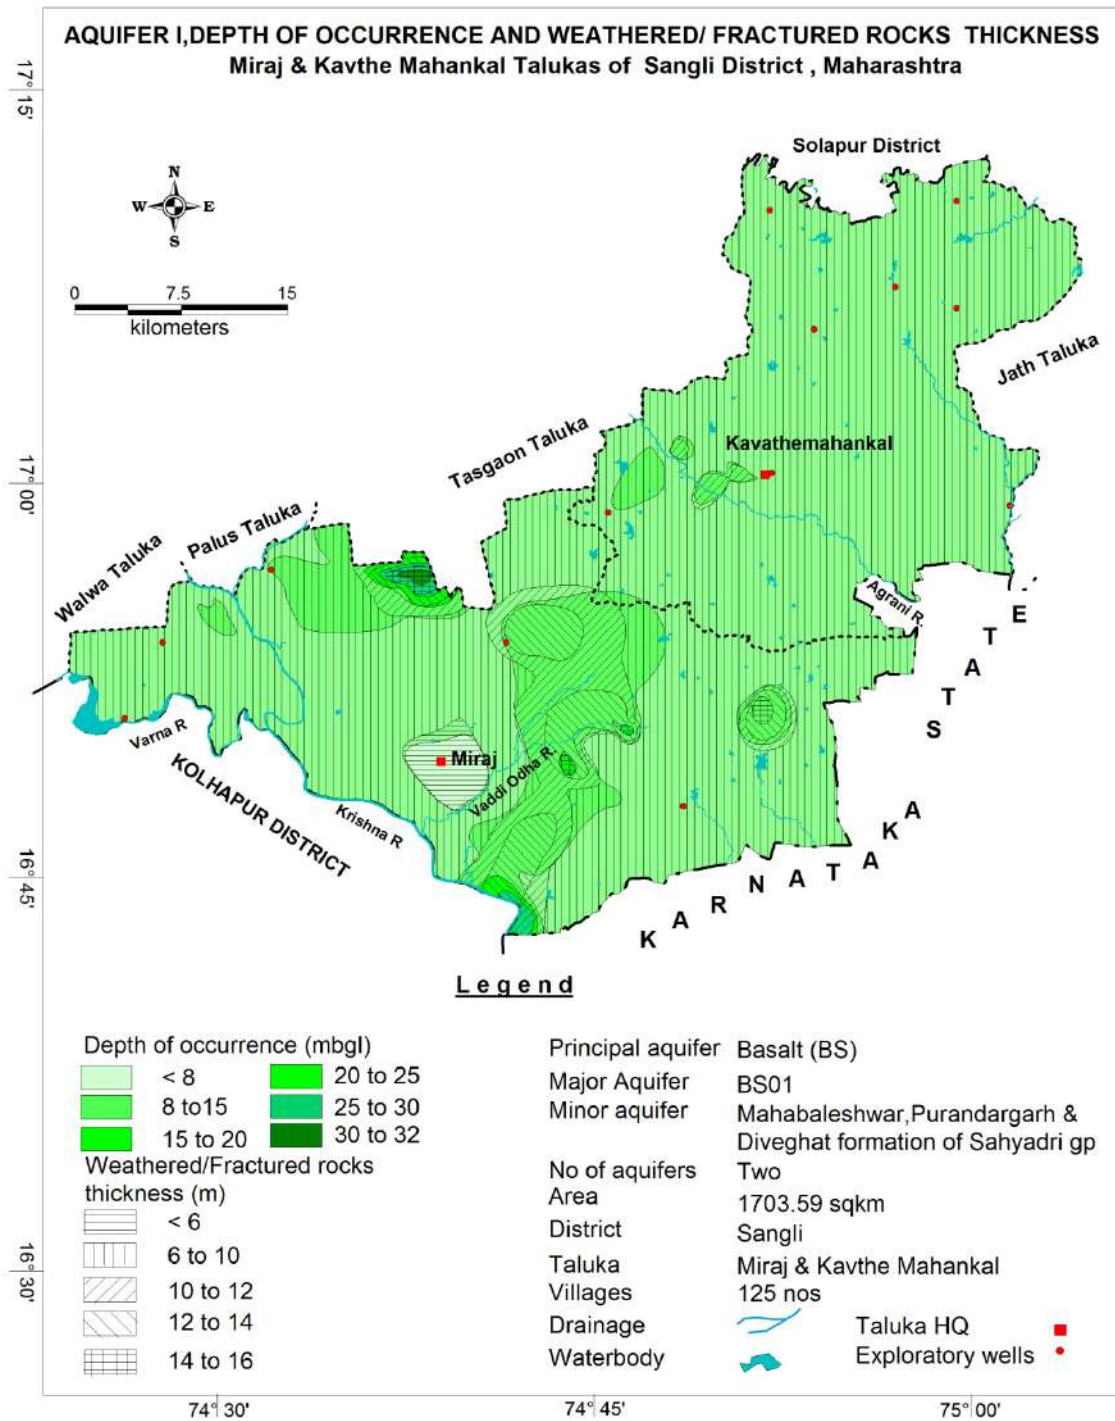 AQUIFER I,DEPTH OF OCCURRENCE AND WEATHERED/ FRACTURED ROCKS THICKNESS
Miraj & Kavthe Mahankal Talukas of Sangli District , Maharashtra
17° 15'
Solapur District
N
W E
S
0 7.5 15
kilometers
Jath Taluka
Tasgaon Taluka
Kavathemahankal
17° 00'
Palus Taluka
Walwa Taluka
Agrani R.
Varna R
Miraj
Vaddi Odha R.
KOLHAPUR DISTRICT
Krishna R
16° 45'
KARNATAKA STATE
Legend
Depth of occurrence (mbgl)
< 8
8 to15
15 to 20
20 to 25
25 to 30
30 to 32
Weathered/Fractured rocks
thickness (m)
< 6
6 to 10
10 to 12
12 to 14
14 to 16
16° 30'
Principal aquifer Basalt (BS)
Major Aquifer BS01
Minor aquifer Mahabaleshwar,Purandargarh &
Diveghat formation of Sahyadri gp
No of aquifers Two
Area 1703.59 sqkm
District Sangli
Taluka Miraj & Kavthe Mahankal
Villages 125 nos
Drainage
Waterbody
Taluka HQ
Exploratory wells
74° 30' 74° 45' 75° 00'